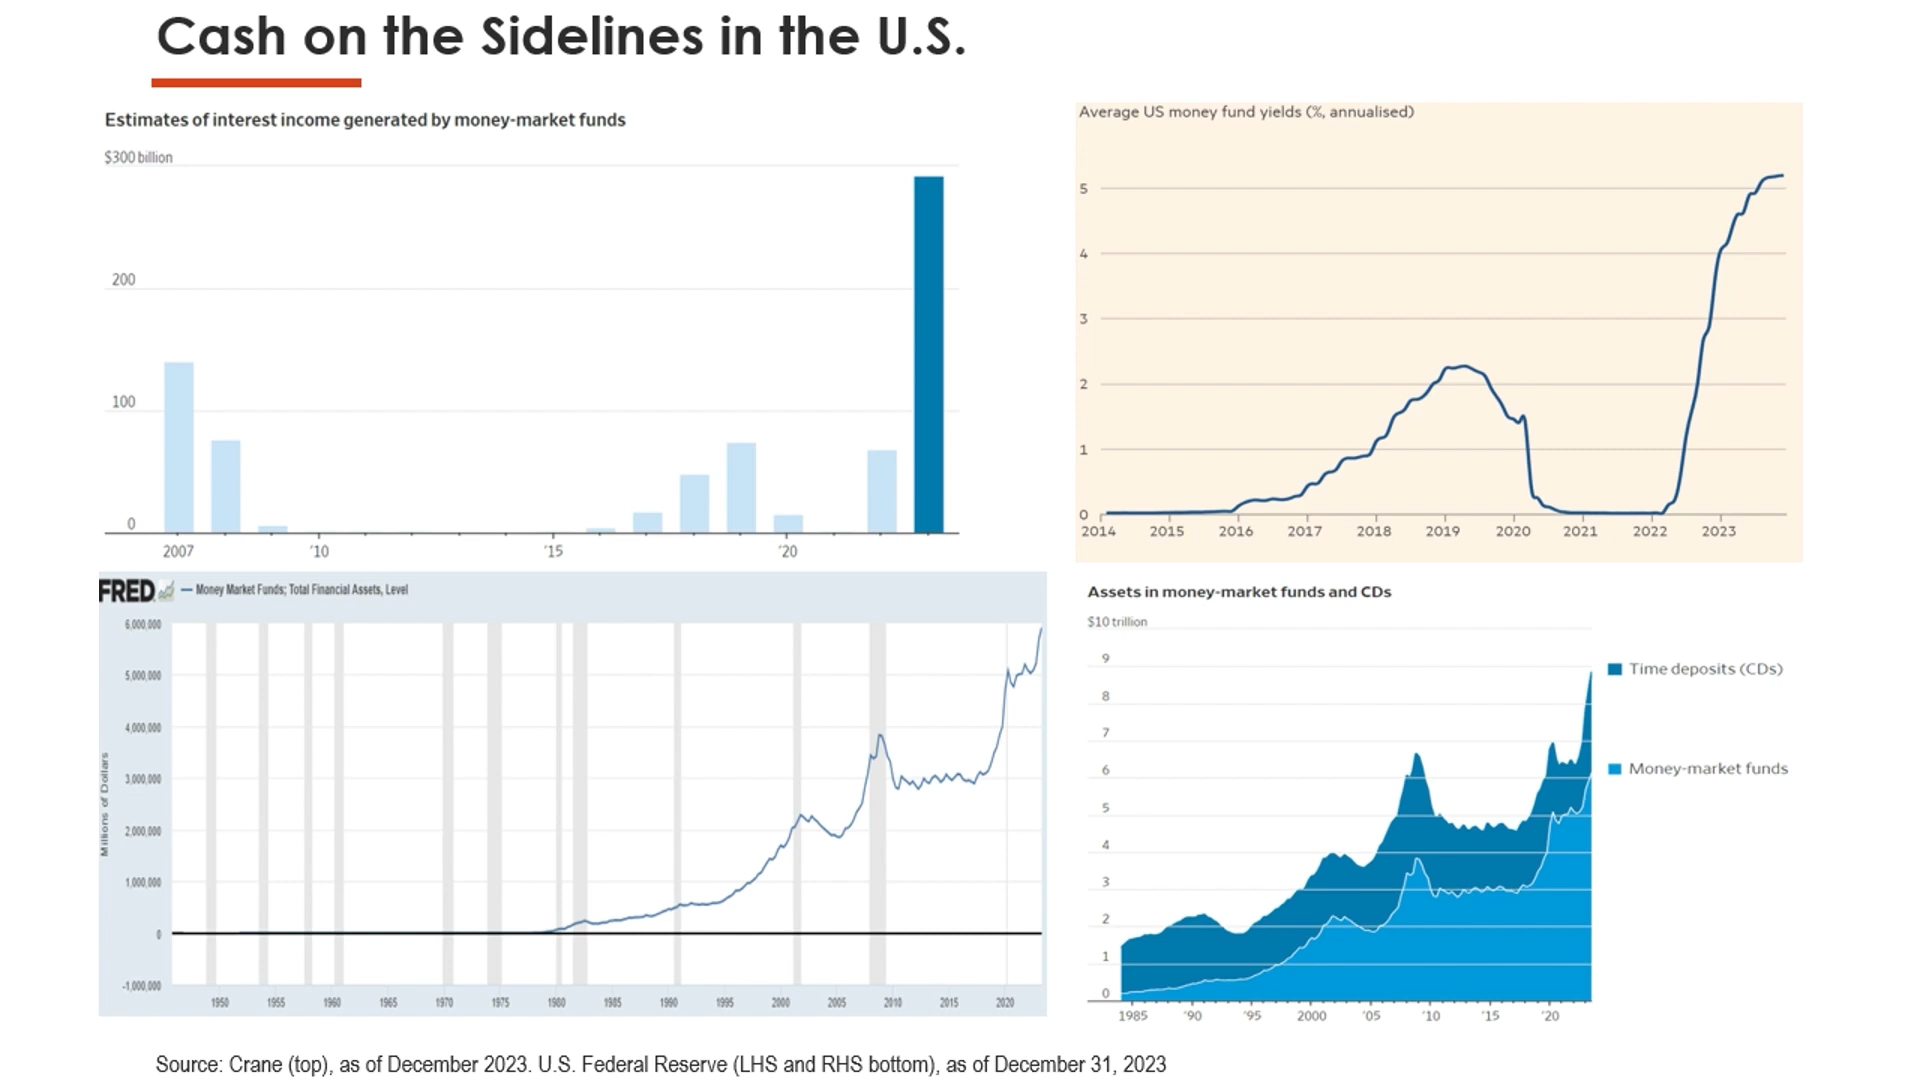 Cash on the Sidelines in the U.S.
Estimates of interest income generated by money-market funds
$300 billion
200
100
0
2007 '10 '15 '20
Average US money fund yields (%, annualised)
5
4
3
2
1
0
2014 2015 2016 2017 2018 2019 2020 2021 2022 2023
FRED — Money Market Funds; Total Financial Assets, Level
Millions of Dollars
6,000,000
5,000,000
4,000,000
3,000,000
2,000,000
1,000,000
0
-1,000,000
1950 1955 1960 1965 1970 1975 1980 1985 1990 1995 2000 2005 2010 2015 2020
Assets in money-market funds and CDs
$10 trillion
9
8
7
6
5
4
3
2
1
0
1985 '90 '95 2000 '05 '10 '15 '20
Time deposits (CDs)
Money-market funds
Source: Crane (top), as of December 2023. U.S. Federal Reserve (LHS and RHS bottom), as of December 31, 2023